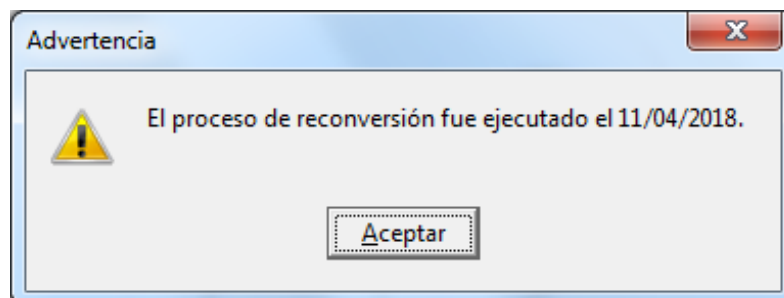 Advertencia
El proceso de reconversión fue ejecutado el 11/04/2018.
Aceptar